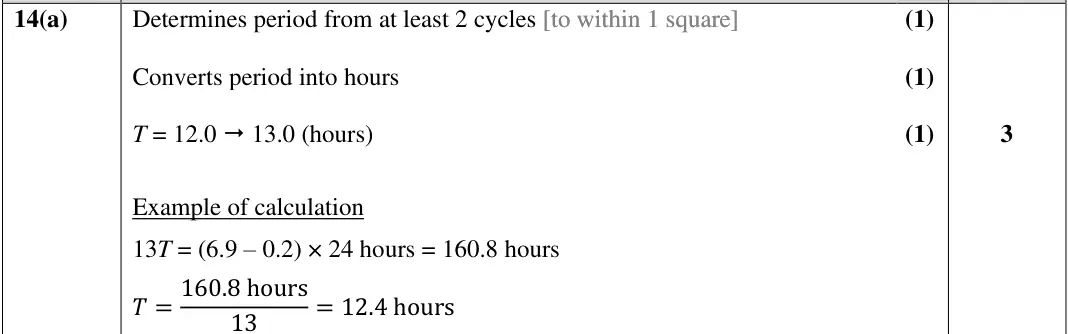 14(a) Determines period from at least 2 cycles [to within 1 square] (1)
Converts period into hours (1)
T = 12.0 → 13.0 (hours) (1) 3
Example of calculation
13T = (6.9 – 0.2) × 24 hours = 160.8 hours
T = 160.8 hours / 13 = 12.4 hours